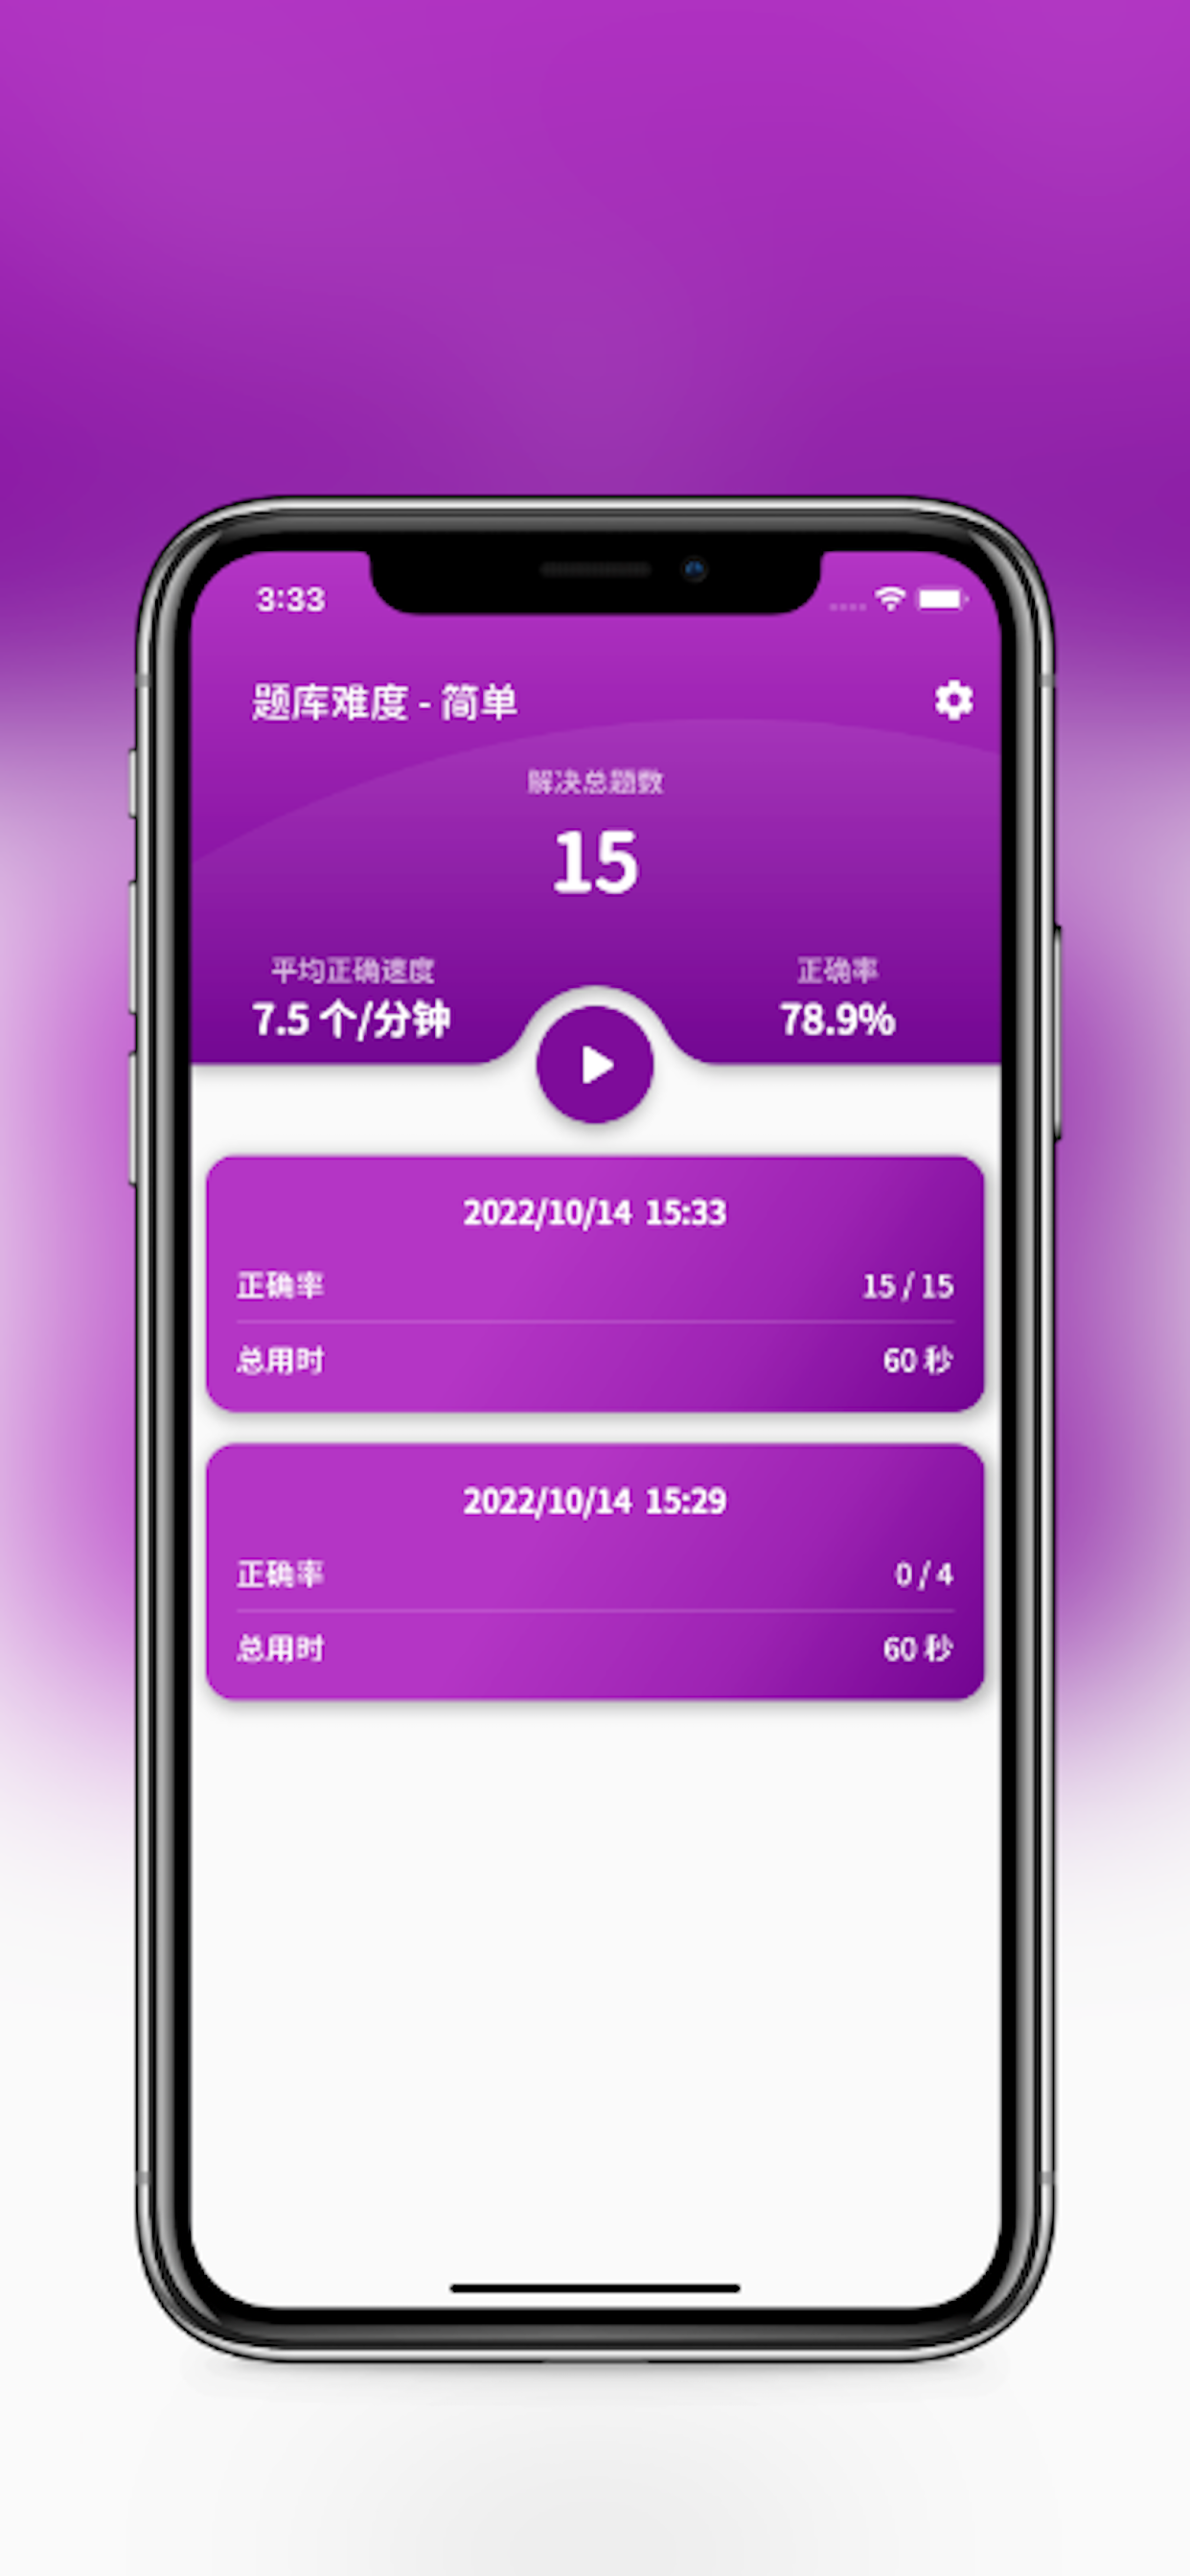 3:33
题库难度 - 简单
解决总题数
15
平均正确速度
正确率
7.5 个/分钟
78.9%
2022/10/14 15:33
正确率
15 / 15
总用时
60 秒
2022/10/14 15:29
正确率
0 / 4
总用时
60 秒